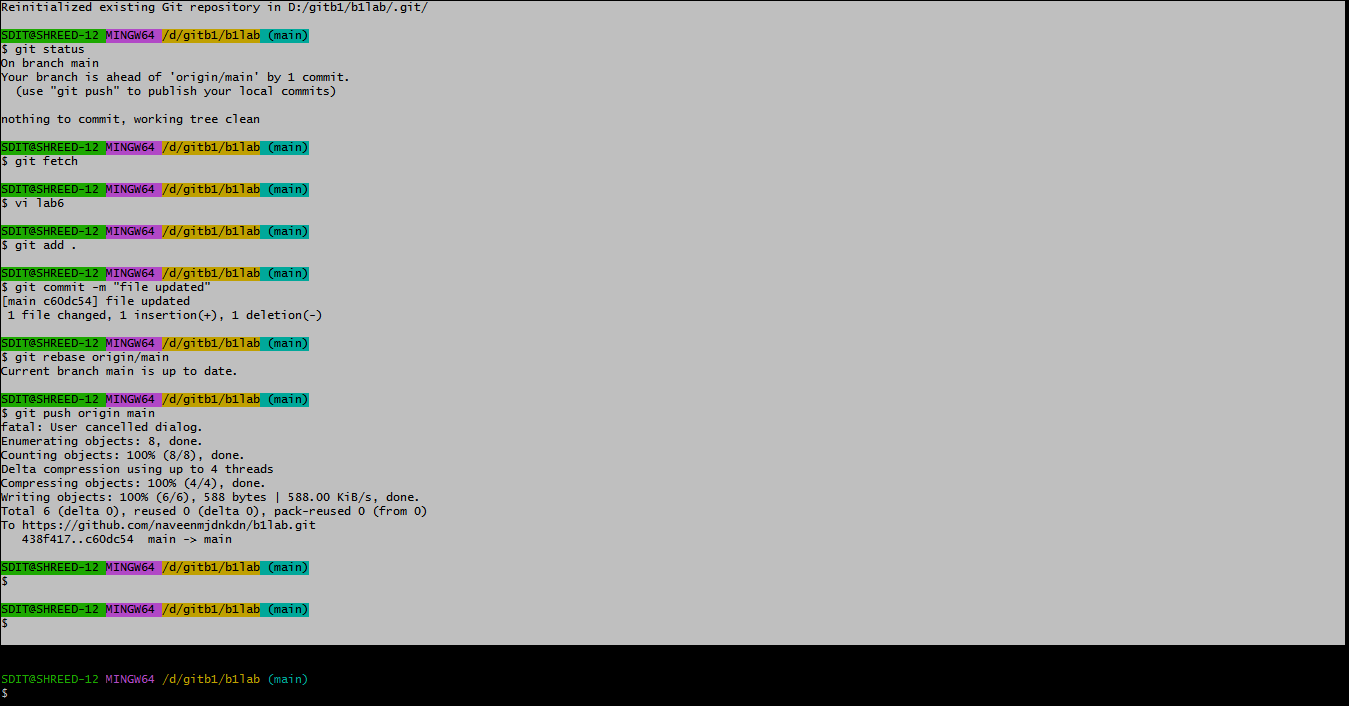 Reinitialized existing Git repository in D:/gitb1/b1lab/.git/
SDIT@SHREED-12 MINGW64 /d/gitb1/b1lab (main)
$ git status
On branch main
Your branch is ahead of 'origin/main' by 1 commit.
  (use "git push" to publish your local commits)
nothing to commit, working tree clean
SDIT@SHREED-12 MINGW64 /d/gitb1/b1lab (main)
$ git fetch
SDIT@SHREED-12 MINGW64 /d/gitb1/b1lab (main)
$ vi lab6
SDIT@SHREED-12 MINGW64 /d/gitb1/b1lab (main)
$ git add .
SDIT@SHREED-12 MINGW64 /d/gitb1/b1lab (main)
$ git commit -m "file updated"
[main c60dc54] file updated
 1 file changed, 1 insertion(+), 1 deletion(-)
SDIT@SHREED-12 MINGW64 /d/gitb1/b1lab (main)
$ git rebase origin/main
Current branch main is up to date.
SDIT@SHREED-12 MINGW64 /d/gitb1/b1lab (main)
$ git push origin main
fatal: User cancelled dialog.
Enumerating objects: 8, done.
Counting objects: 100% (8/8), done.
Delta compression using up to 4 threads
Compressing objects: 100% (4/4), done.
Writing objects: 100% (6/6), 588 bytes | 588.00 KiB/s, done.
Total 6 (delta 0), reused 0 (delta 0), pack-reused 0 (from 0)
To https://github.com/naveenmjdnkdn/b1lab.git
   438f417..c60dc54  main -> main
SDIT@SHREED-12 MINGW64 /d/gitb1/b1lab (main)
$
SDIT@SHREED-12 MINGW64 /d/gitb1/b1lab (main)
$
SDIT@SHREED-12 MINGW64 /d/gitb1/b1lab (main)
$